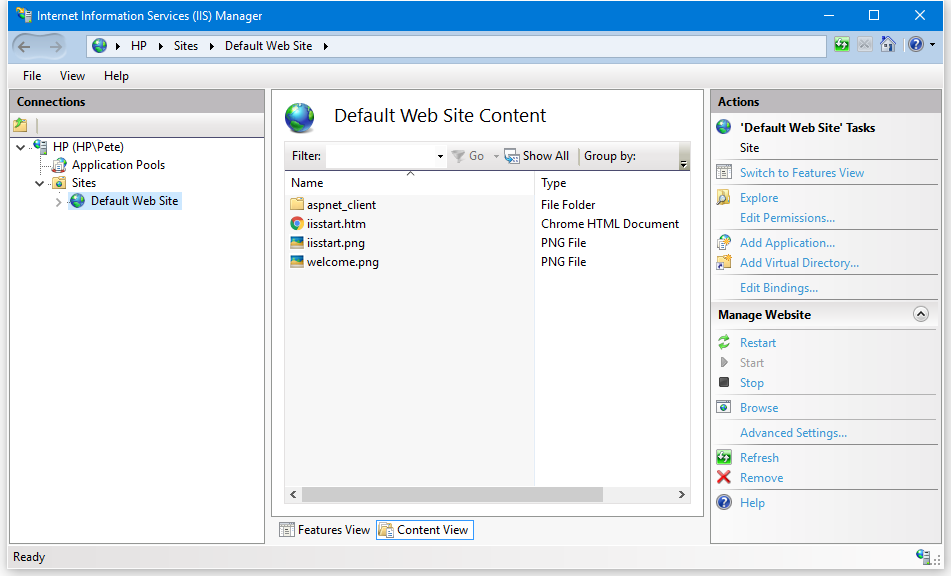 Internet Information Services (IIS) Manager
HP Sites Default Web Site
File View Help
Connections
HP (HP\Pete)
Application Pools
Sites
Default Web Site
Default Web Site Content
Filter: Go Show All Group by:
Name Type
aspnet_client File Folder
iisstart.htm Chrome HTML Document
iisstart.png PNG File
welcome.png PNG File
Features View Content View
Actions
'Default Web Site' Tasks
Site
Switch to Features View
Explore
Edit Permissions...
Add Application...
Add Virtual Directory...
Edit Bindings...
Manage Website
Restart
Start
Stop
Browse
Advanced Settings...
Refresh
Remove
Help
Ready